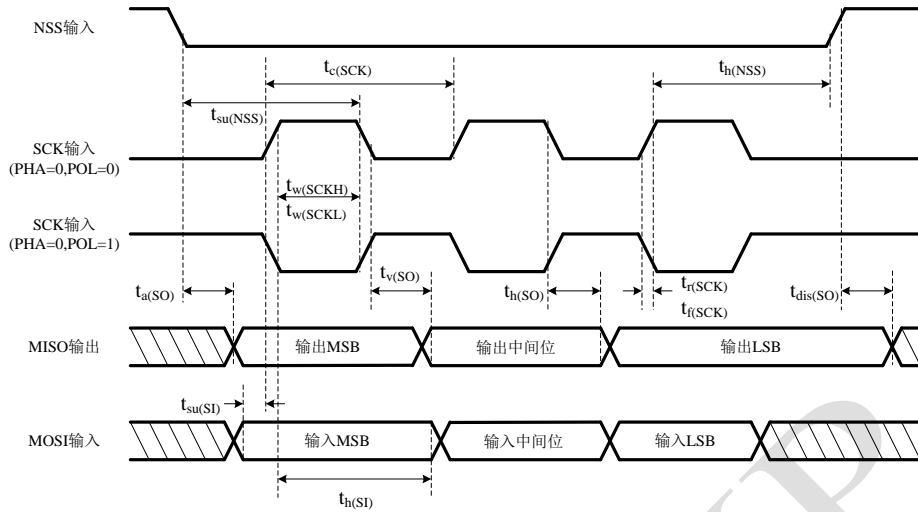 NSS输入
t_c(SCK)
t_h(NSS)
t_su(NSS)
SCK输入
(PHA=0,POL=0)
t_w(SCKH)
t_w(SCKL)
SCK输入
(PHA=0,POL=1)
t_a(SO)
t_v(SO)
t_h(SO)
t_r(SCK)
t_f(SCK)
t_dis(SO)
MISO输出
输出MSB
输出中间位
输出LSB
t_su(SI)
MOSI输入
输入MSB
输入中间位
输入LSB
t_h(SI)